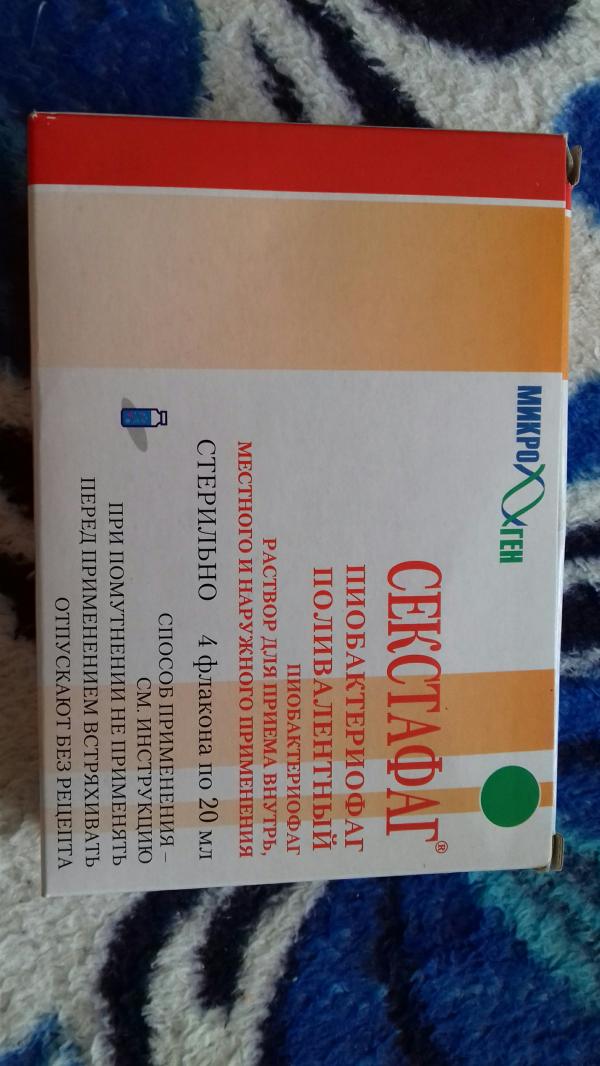 МИКРОГЕН
СЕКСТАФАГ®
ПИОБАКТЕРИОФАГ
ПОЛИВАЛЕНТНЫЙ
ПИОБАКТЕРИОФАГ
РАСТВОР ДЛЯ ПРИЕМА ВНУТРЬ,
МЕСТНОГО И НАРУЖНОГО ПРИМЕНЕНИЯ
СТЕРИЛЬНО 4 флакона по 20 мл
СПОСОБ ПРИМЕНЕНИЯ –
СМ. ИНСТРУКЦИЮ
ПРИ ПОМУТНЕНИИ НЕ ПРИМЕНЯТЬ
ПЕРЕД ПРИМЕНЕНИЕМ ВСТРЯХИВАТЬ
ОТПУСКАЮТ БЕЗ РЕЦЕПТА